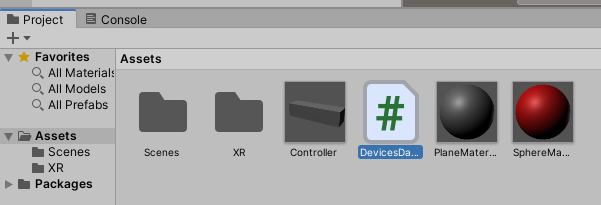 Project
Console
Favorites
All Materials
All Models
All Prefabs
Assets
Scenes
XR
Packages
Assets
#
Scenes
XR
Controller
DevicesDa...
PlaneMater...
SphereMa...